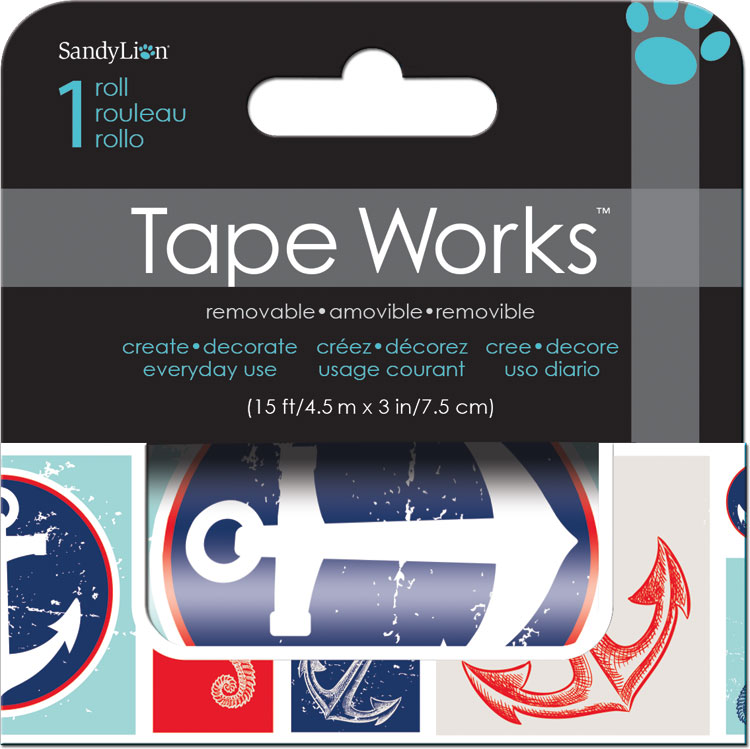 SandyLion
1 roll
rouleau
rollo
Tape Works™
removable•amovible•removible
create•decorate créez•décorez cree•decore
everyday use usage courant uso diario
(15 ft/4.5 m x 3 in/7.5 cm)